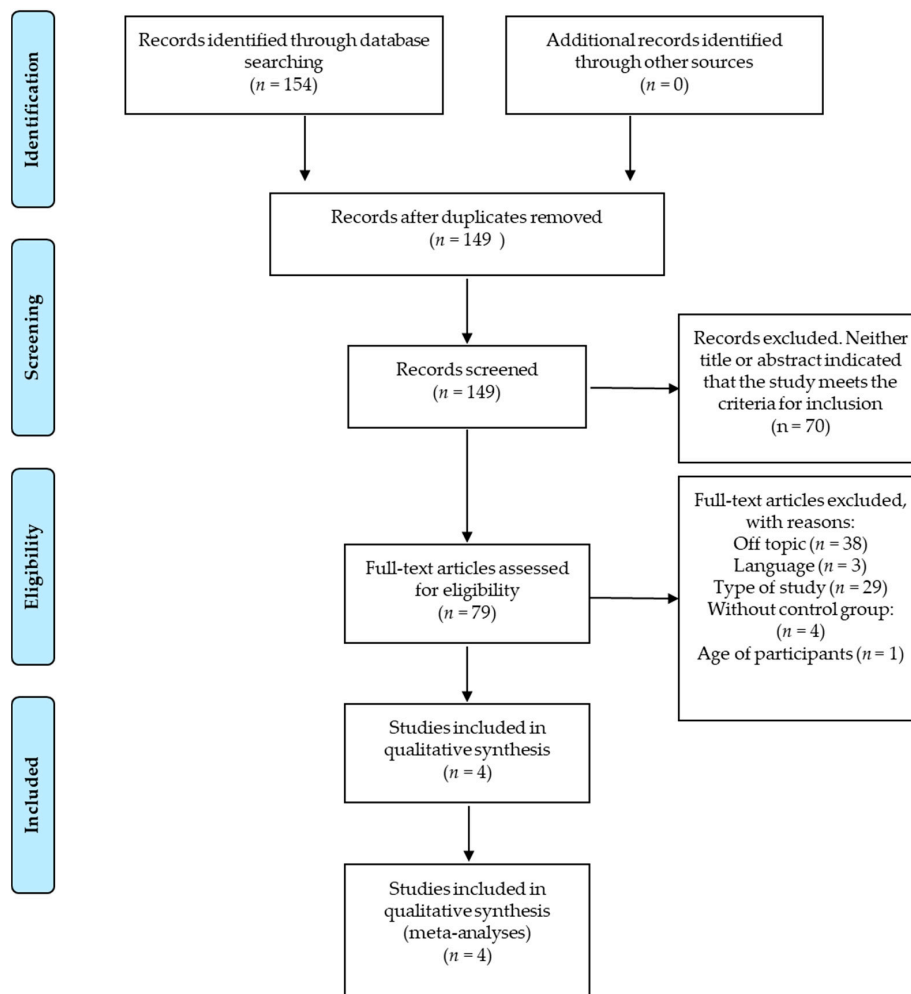 Identification
Records identified through database
searching
(n = 154)
Additional records identified
through other sources
(n = 0)
Records after duplicates removed
(n = 149 )
Screening
Records screened
(n = 149)
Records excluded. Neither
title or abstract indicated
that the study meets the
criteria for inclusion
(n = 70)
Eligibility
Full-text articles assessed
for eligibility
(n = 79)
Full-text articles excluded,
with reasons:
Off topic (n = 38)
Language (n = 3)
Type of study (n = 29)
Without control group:
(n = 4)
Age of participants (n = 1)
Included
Studies included in
qualitative synthesis
(n = 4)
Studies included in
qualitative synthesis
(meta-analyses)
(n = 4)